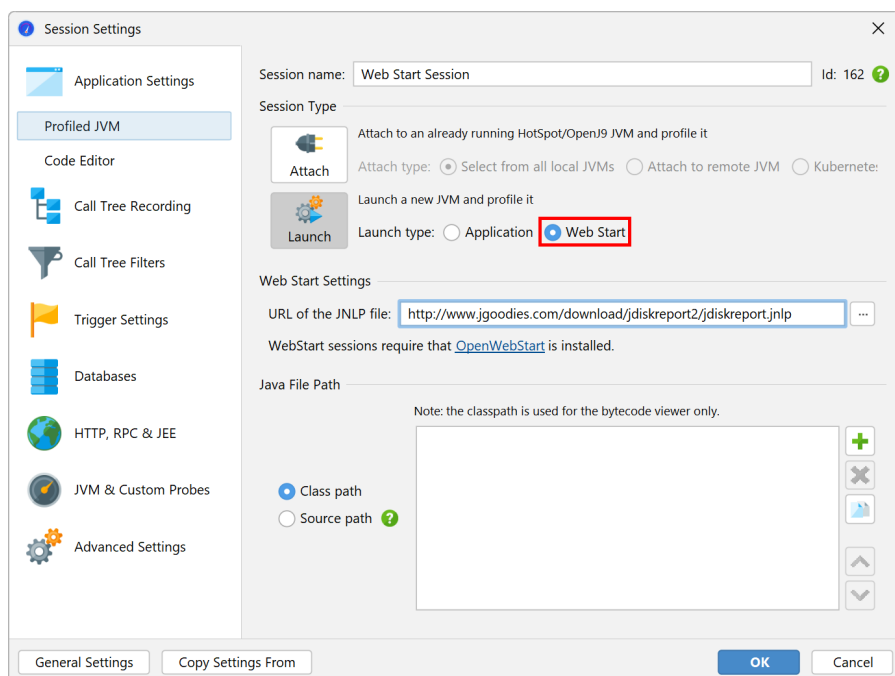 Session Settings
Application Settings
Profiled JVM
Code Editor
Call Tree Recording
Call Tree Filters
Trigger Settings
Databases
HTTP, RPC & JEE
JVM & Custom Probes
Advanced Settings
Session name: Web Start Session Id: 162
Session Type
Attach
Attach to an already running HotSpot/OpenJ9 JVM and profile it
Attach type: Select from all local JVMs Attach to remote JVM Kubernetes
Launch
Launch a new JVM and profile it
Launch type: Application Web Start
Web Start Settings
URL of the JNLP file: http://www.jgoodies.com/download/jdiskreport2/jdiskreport.jnlp ...
WebStart sessions require that OpenWebStart is installed.
Java File Path
Note: the classpath is used for the bytecode viewer only.
Class path
Source path
General Settings Copy Settings From OK Cancel